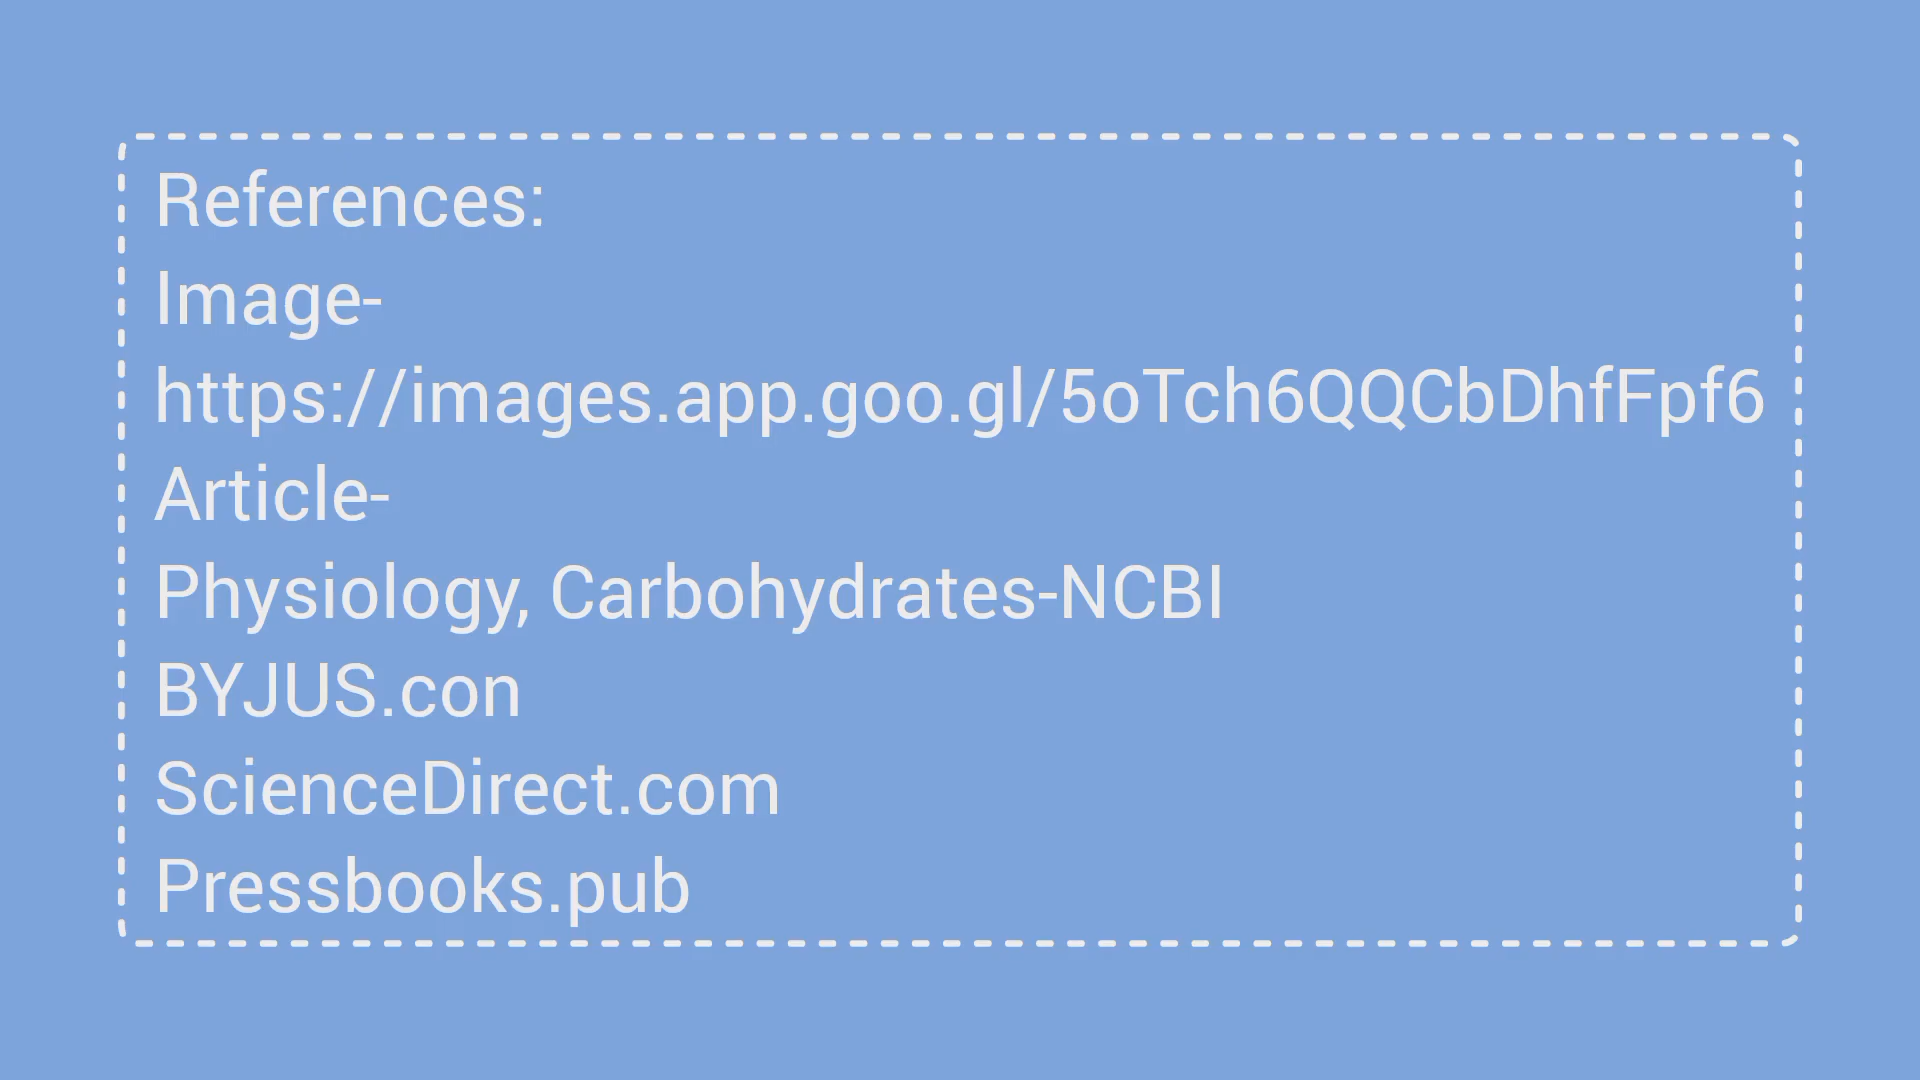 References:
Image-
https://images.app.goo.gl/5oTch6QQCbDhfFpf6
Article-
Physiology, Carbohydrates-NCBI
BYJUS.con
ScienceDirect.com
Pressbooks.pub